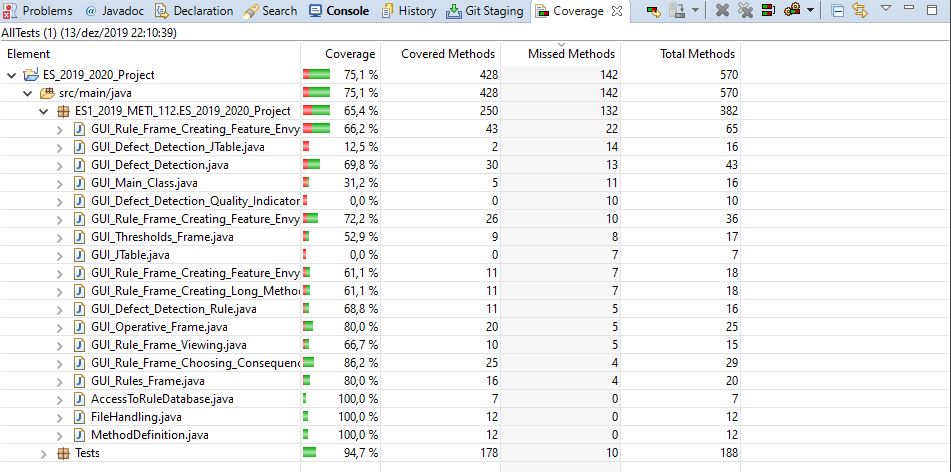 Problems @ Javadoc Declaration Search Console History Git Staging Coverage
AllTests (1) (13/dez/2019 22:10:39)
Element Coverage Covered Methods Missed Methods Total Methods
ES_2019_2020_Project 75,1 % 428 142 570
src/main/java 75,1 % 428 142 570
ES1_2019_METI_112.ES_2019_2020_Project 65,4 % 250 132 382
GUI_Rule_Frame_Creating_Feature_Envy 66,2 % 43 22 65
GUI_Defect_Detection_JTable.java 12,5 % 2 14 16
GUI_Defect_Detection.java 69,8 % 30 13 43
GUI_Main_Class.java 31,2 % 5 11 16
GUI_Defect_Detection_Quality_Indicator 0,0 % 0 10 10
GUI_Rule_Frame_Creating_Feature_Envy 72,2 % 26 10 36
GUI_Thresholds_Frame.java 52,9 % 9 8 17
GUI_JTable.java 0,0 % 0 7 7
GUI_Rule_Frame_Creating_Feature_Envy 61,1 % 11 7 18
GUI_Rule_Frame_Creating_Long_Metho 61,1 % 11 7 18
GUI_Defect_Detection_Rule.java 68,8 % 11 5 16
GUI_Operative_Frame.java 80,0 % 20 5 25
GUI_Rule_Frame_Viewing.java 66,7 % 10 5 15
GUI_Rule_Frame_Choosing_Consequen 86,2 % 25 4 29
GUI_Rules_Frame.java 80,0 % 16 4 20
AccessToRuleDatabase.java 100,0 % 7 0 7
FileHandling.java 100,0 % 12 0 12
MethodDefinition.java 100,0 % 12 0 12
Tests 94,7 % 178 10 188